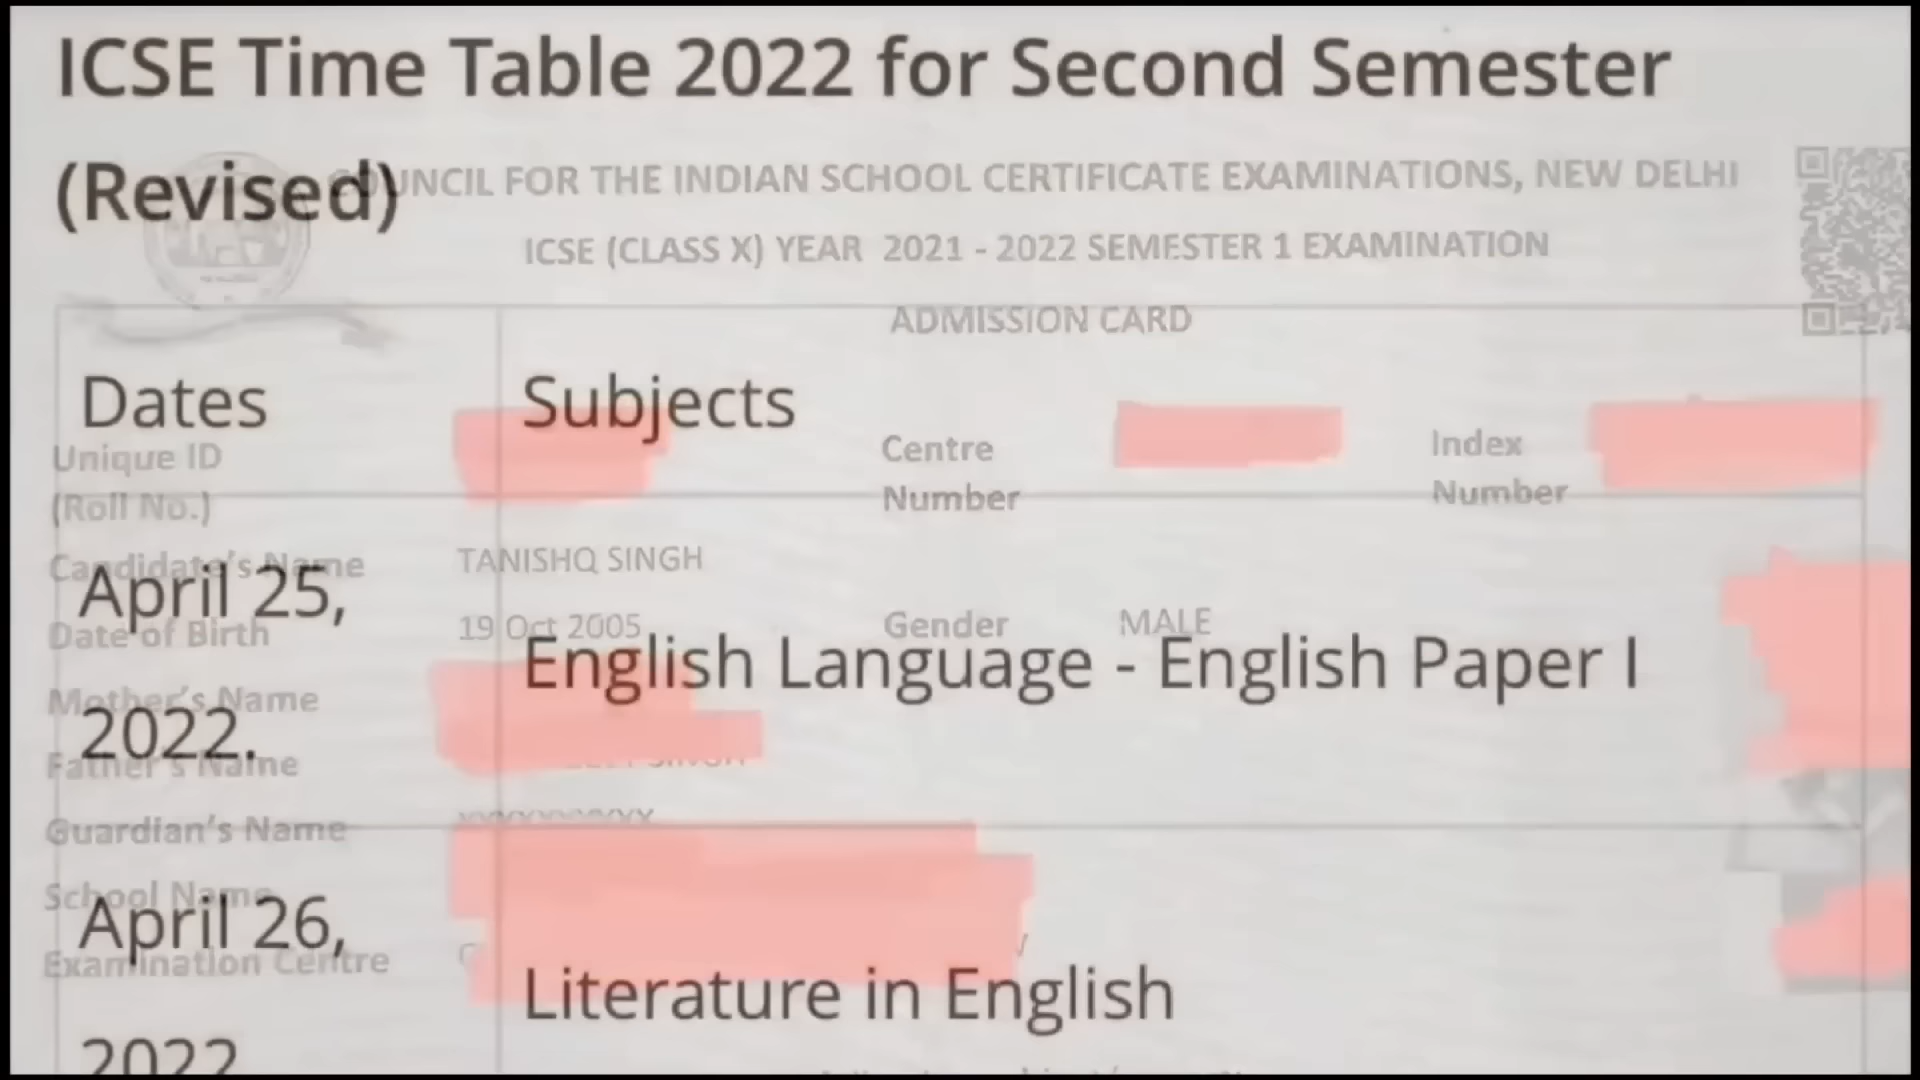 ICSE Time Table 2022 for Second Semester
(Revised)
COUNCIL FOR THE INDIAN SCHOOL CERTIFICATE EXAMINATIONS, NEW DELHI
ICSE (CLASS X) YEAR 2021 - 2022 SEMESTER 1 EXAMINATION
ADMISSION CARD
Dates Subjects
Unique ID
(Roll No.)
Centre
Number
Index
Number
Candidate's Name TANISHQ SINGH
April 25,
2022.
Date of Birth 19 Oct 2005 Gender MALE
English Language - English Paper I
Mother's Name
Father's Name SINGH
Guardian's Name XXXXXXXXXX
School Name
April 26,
2022
Examination Centre
Literature in English